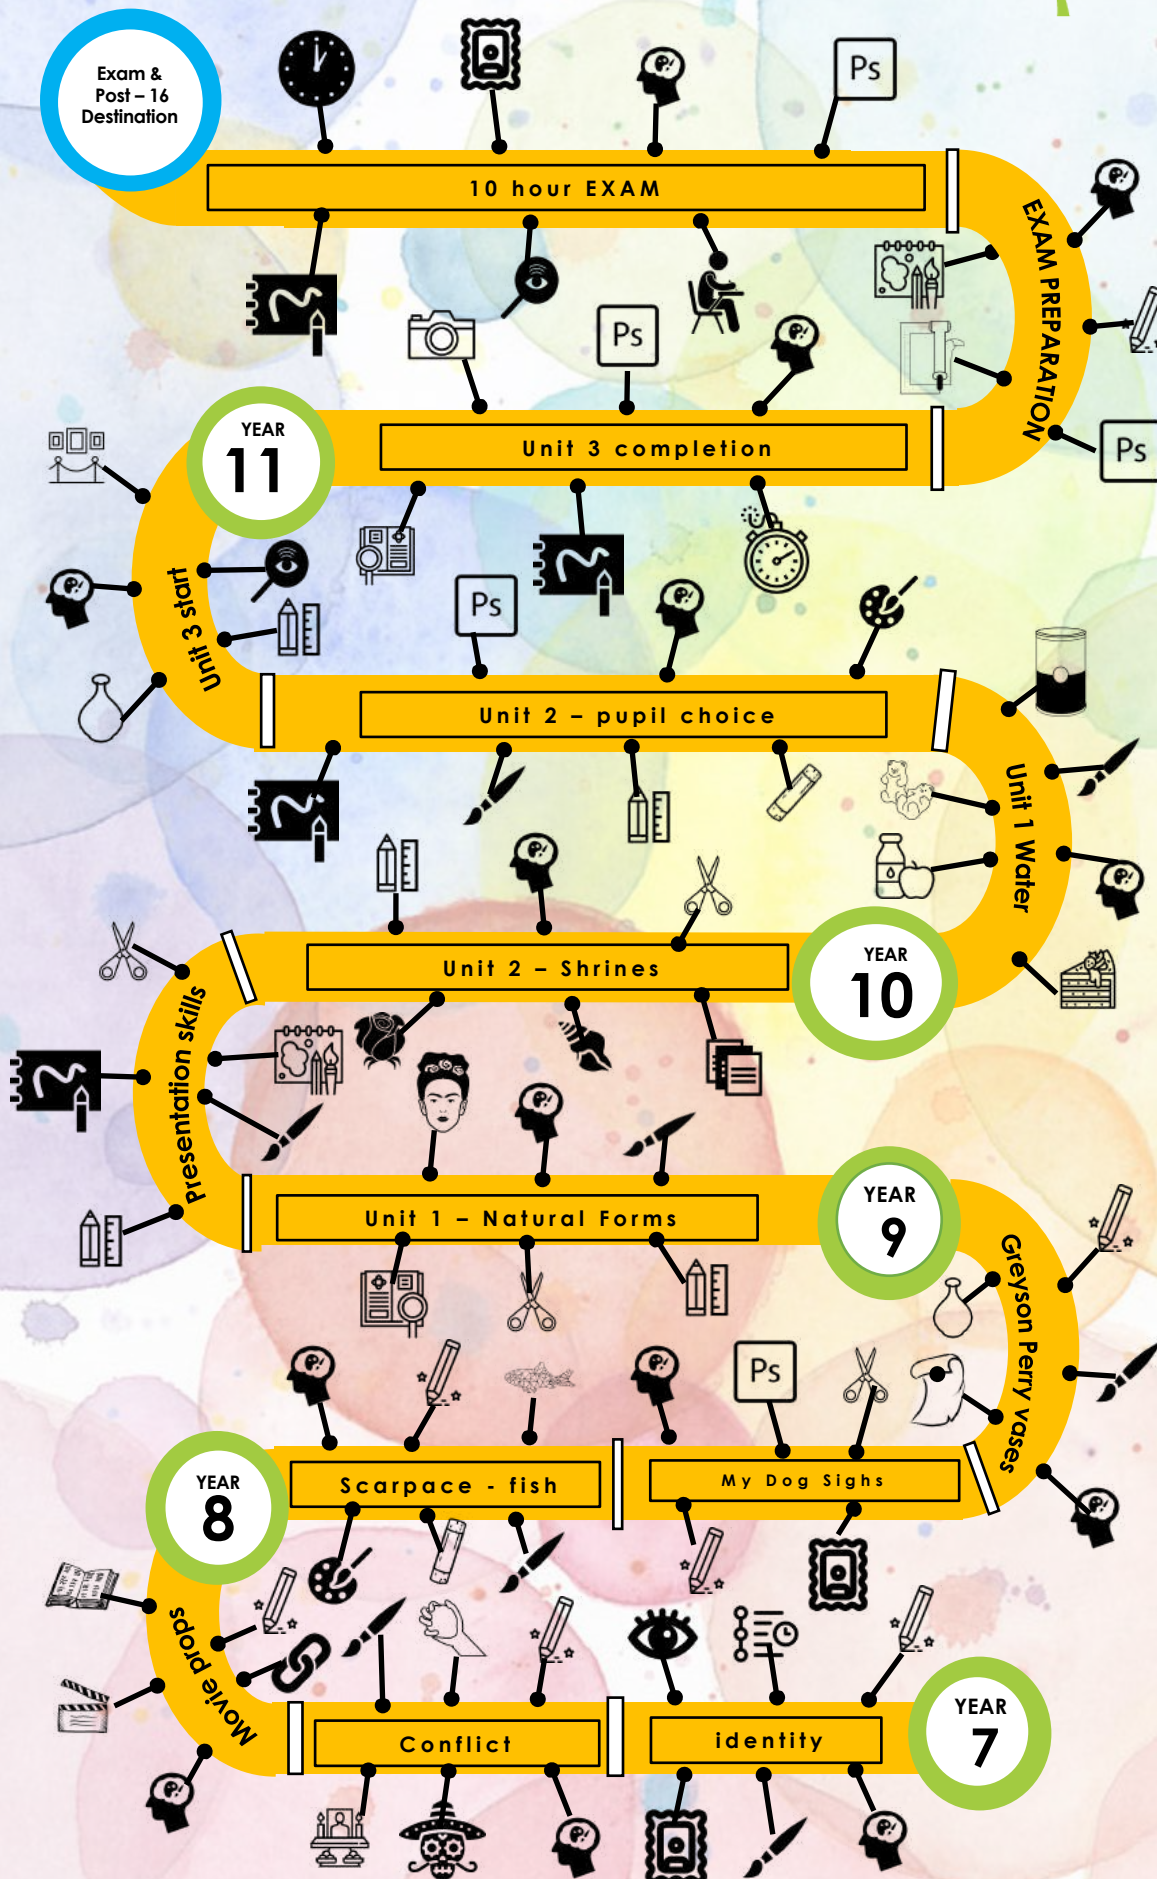 Exam &
Post – 16
Destination
Ps
10 hour EXAM
EXAM PREPARATION
Ps
Ps
YEAR
11
Unit 3 completion
Unit 3 start
Ps
Unit 2 – pupil choice
Unit 1 Water
YEAR
10
Unit 2 – Shrines
Presentation skills
YEAR
9
Unit 1 – Natural Forms
Greyson Perry vases
Ps
YEAR
8
Scarpace - fish
My Dog Sighs
Movie props
YEAR
7
Conflict
identity